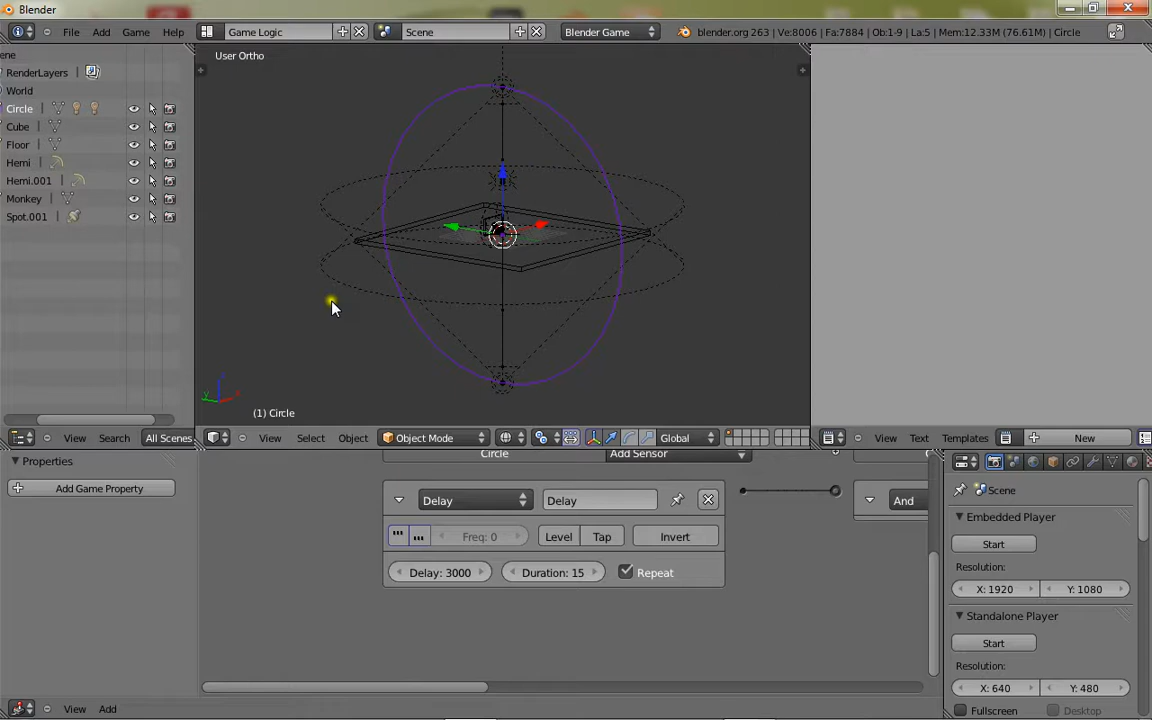 Blender
File Add Game Help Game Logic Scene Blender Game blender.org 263 | Ve:8006 | Fa:7884 | Ob:1-9 | La:5 | Mem:12.33M (76.61M) | Circle
ene
RenderLayers |
World
Circle |
Cube |
Floor |
Hemi |
Hemi.001 |
Monkey |
Spot.001 |
User Ortho
z
y
(1) Circle
View Search All Scenes
View Select Object Object Mode Global
View Text Templates New
Properties
Add Game Property
Circle Add Sensor
Delay Delay
And
Freq: 0 Level Tap Invert
Delay: 3000 Duration: 15 Repeat
View Add
Scene
Embedded Player
Start
Resolution:
X: 1920 Y: 1080
Standalone Player
Start
Resolution:
X: 640 Y: 480
Fullscreen Desktop